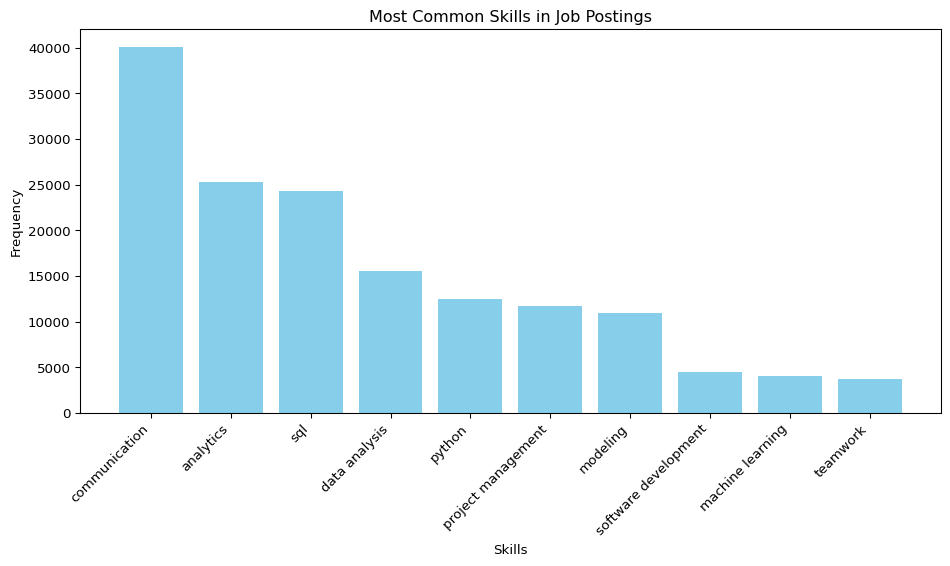 Most Common Skills in Job Postings
Frequency
40000
35000
30000
25000
20000
15000
10000
5000
0
communication
analytics
sql
data analysis
python
project management
modeling
software development
machine learning
teamwork
Skills